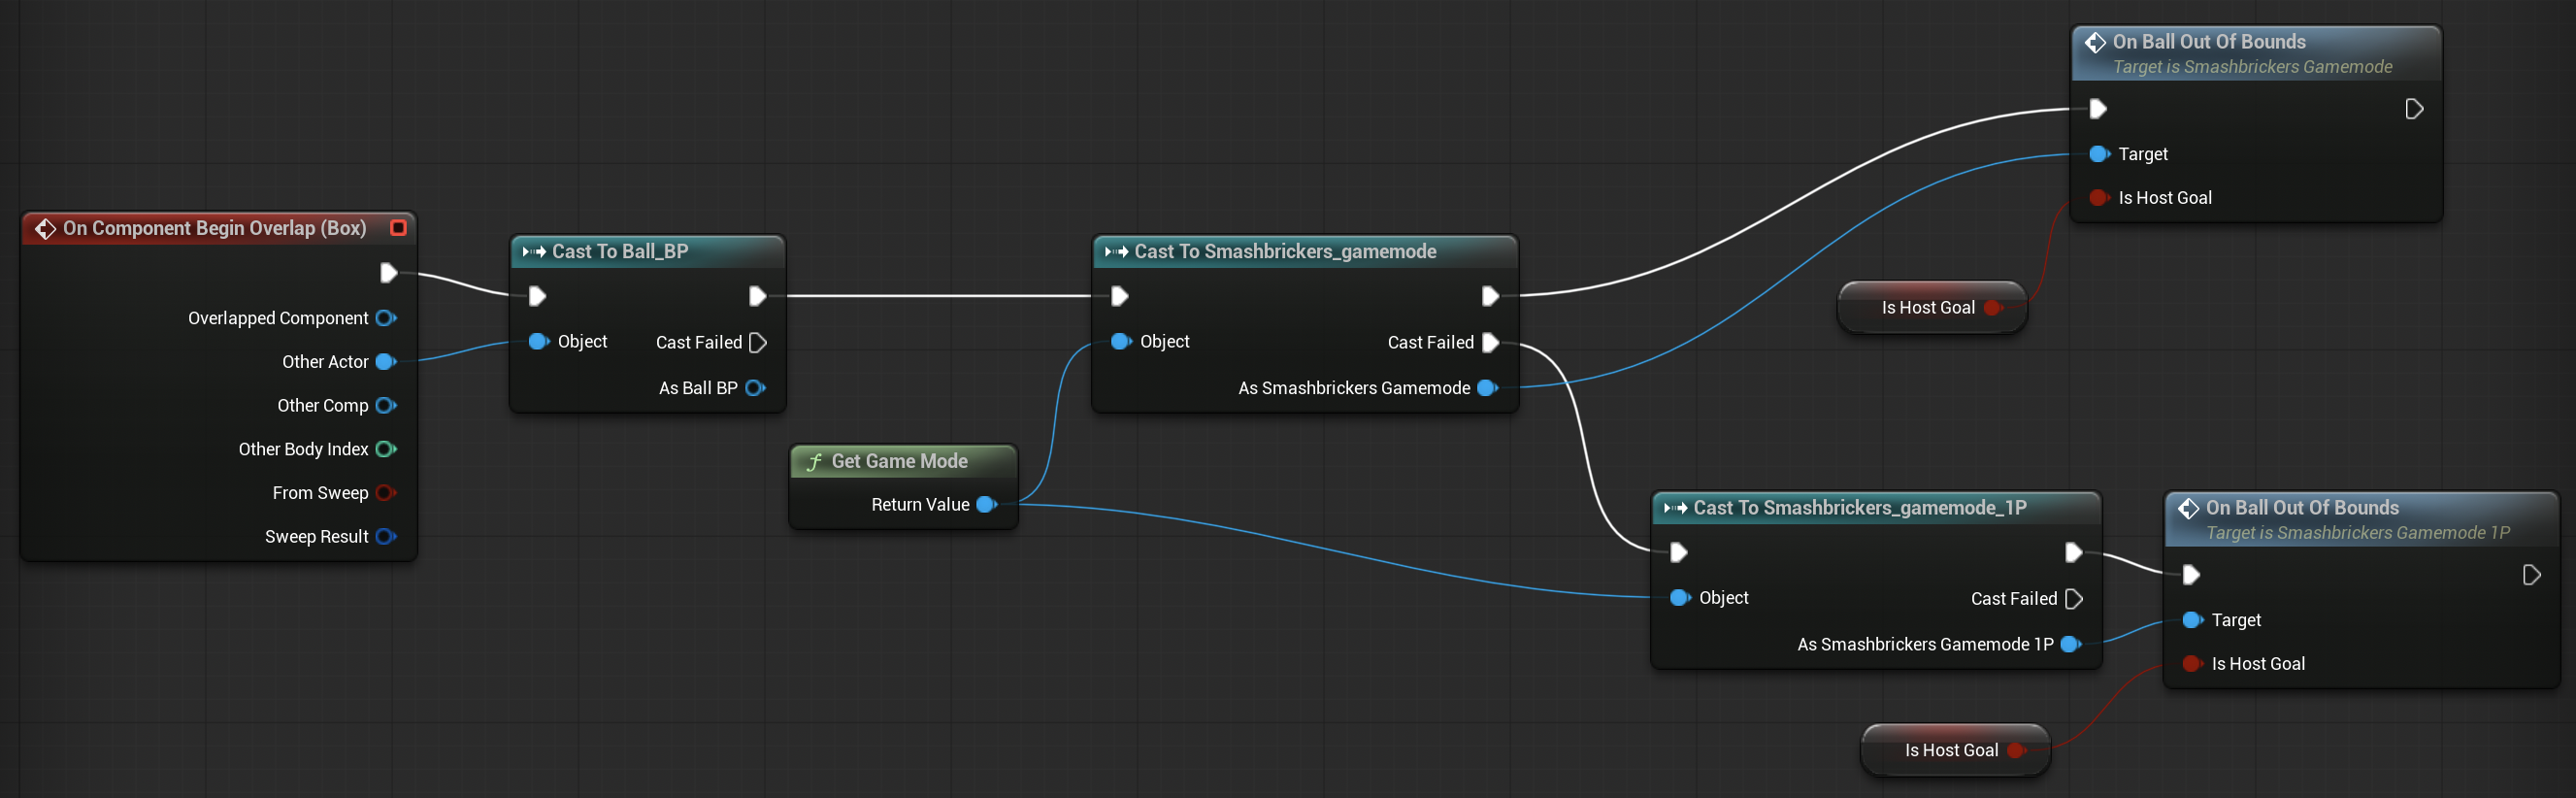 On Ball Out Of Bounds
Target is Smashbrickers Gamemode
Target
Is Host Goal
On Component Begin Overlap (Box)
Overlapped Component
Other Actor
Other Comp
Other Body Index
From Sweep
Sweep Result
Cast To Ball_BP
Object
Cast Failed
As Ball BP
Cast To Smashbrickers_gamemode
Object
Cast Failed
As Smashbrickers Gamemode
Is Host Goal
f Get Game Mode
Return Value
Cast To Smashbrickers_gamemode_1P
Object
Cast Failed
As Smashbrickers Gamemode 1P
On Ball Out Of Bounds
Target is Smashbrickers Gamemode 1P
Target
Is Host Goal
Is Host Goal